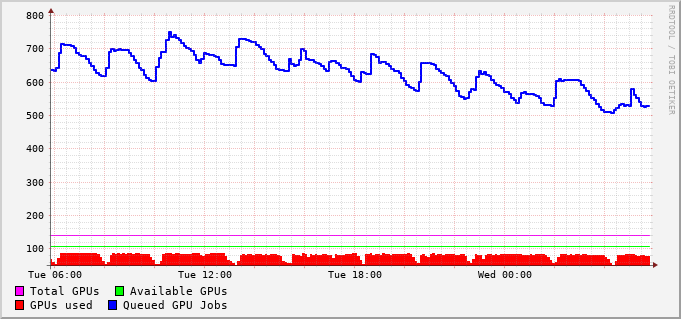 800
700
600
500
400
300
200
100
Tue 06:00 Tue 12:00 Tue 18:00 Wed 00:00
Total GPUs Available GPUs
GPUs used Queued GPU Jobs
RRDTOOL / TOBI OETIKER